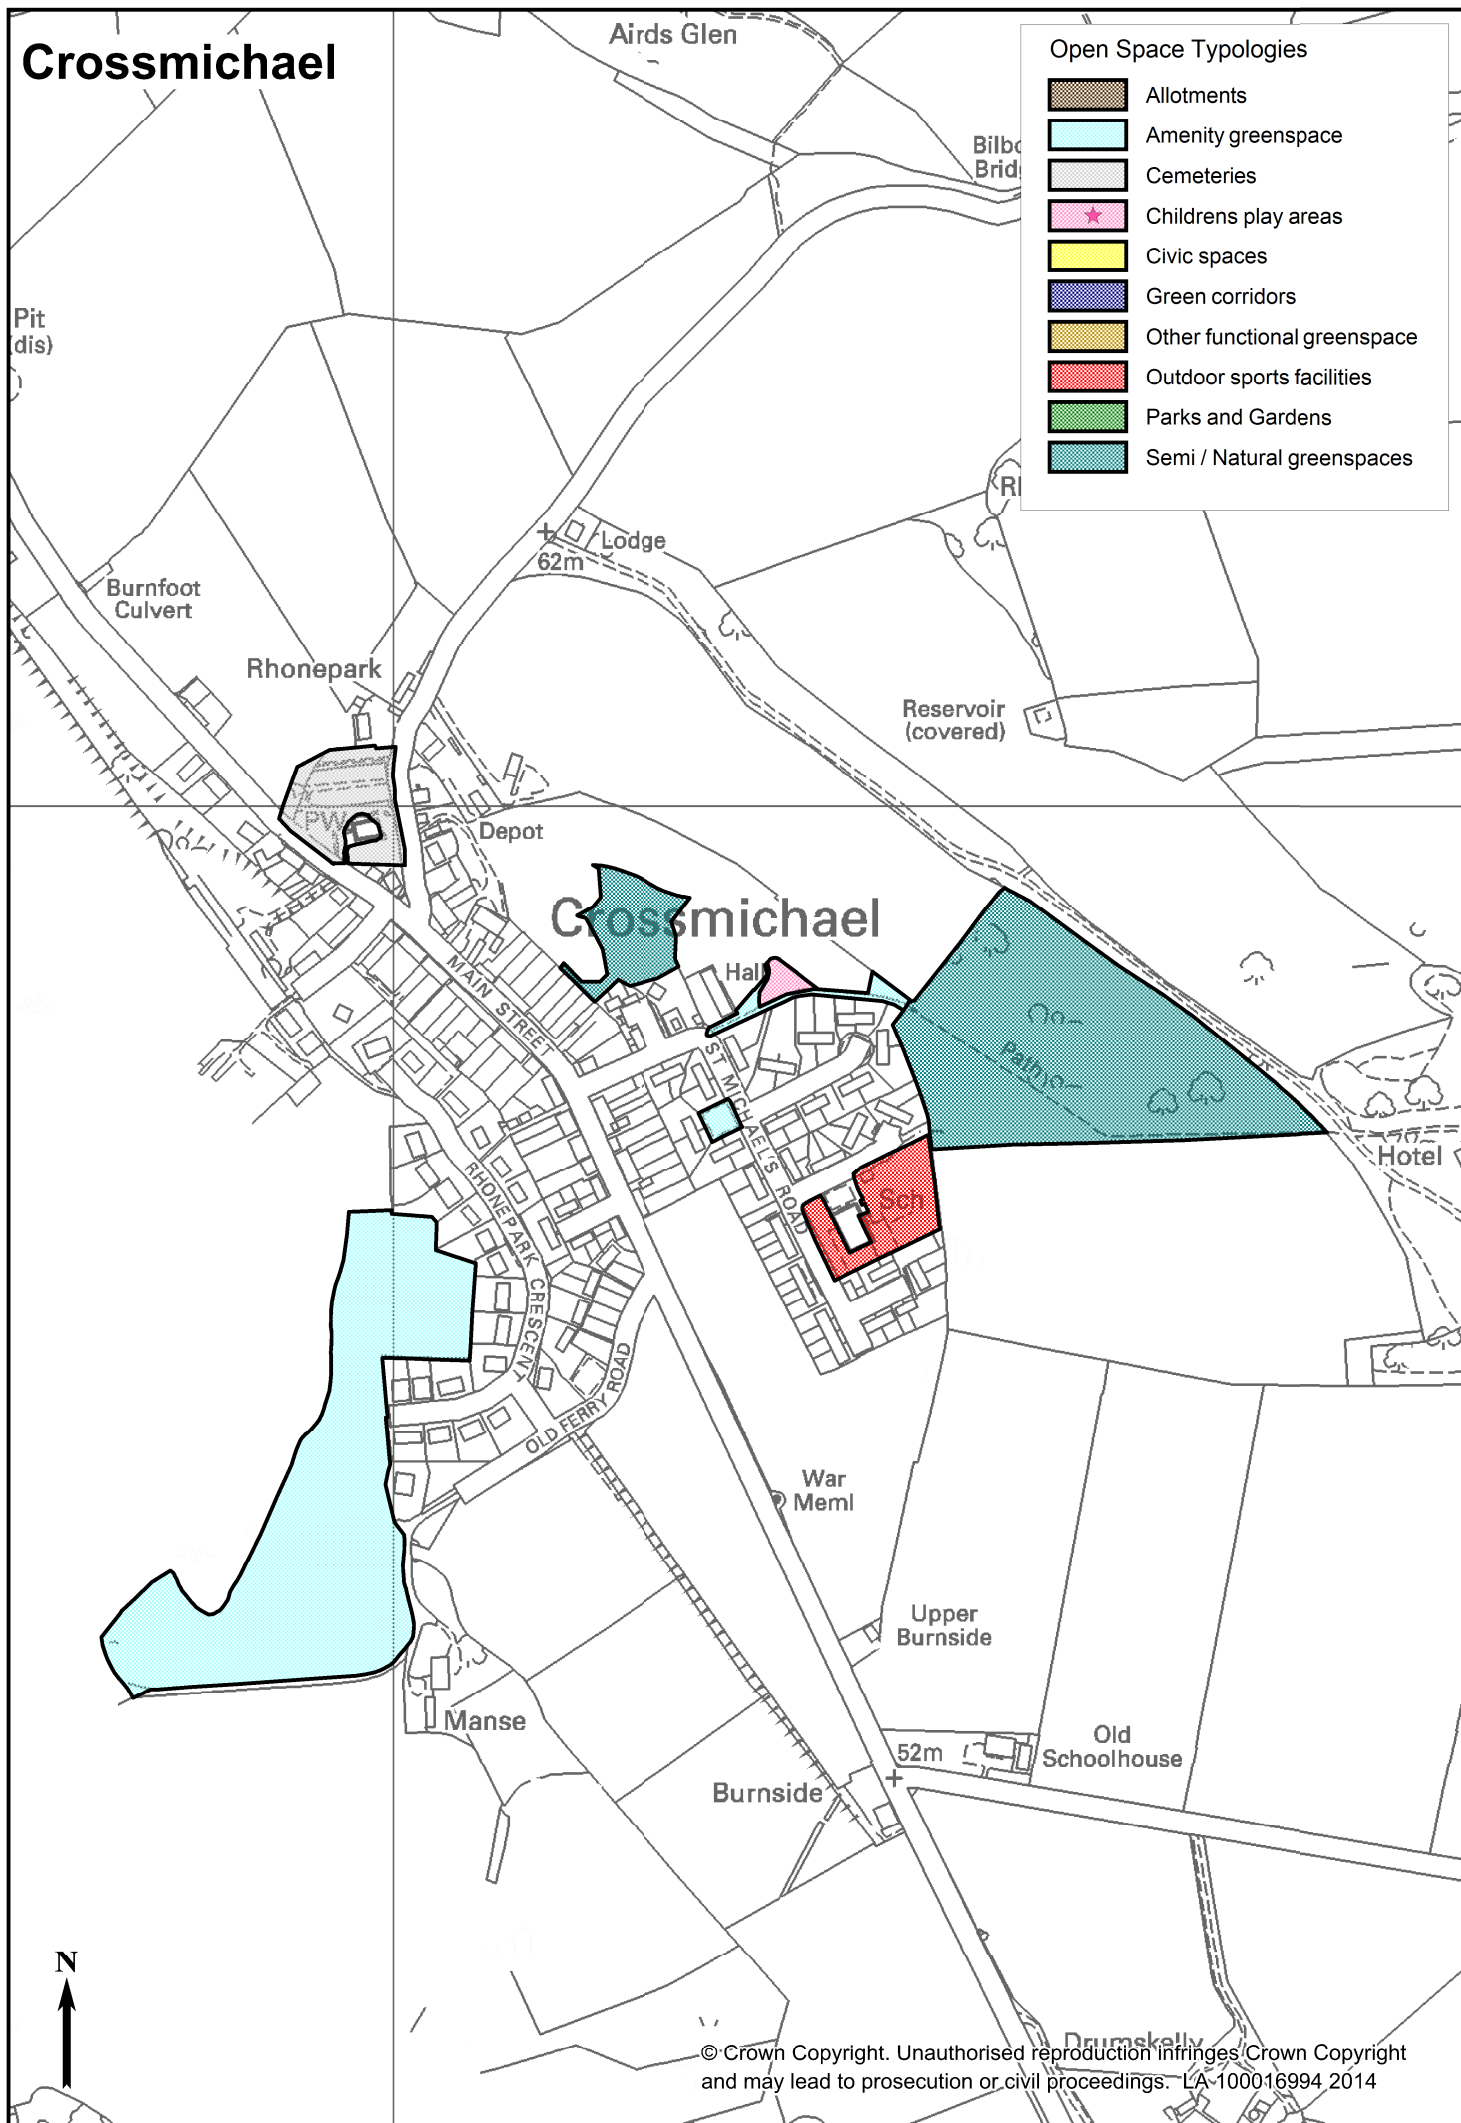 Crossmichael
Airds Glen
Open Space Typologies
Allotments
Amenity greenspace
Cemeteries
Childrens play areas
Civic spaces
Green corridors
Other functional greenspace
Outdoor sports facilities
Parks and Gardens
Semi / Natural greenspaces
Pit
(dis)
Lodge
62m
Burnfoot
Culvert
Rhonepark
Reservoir
(covered)
PW
Depot
Crossmichael
Hall
MAIN STREET
ST MICHAEL'S ROAD
Path
Hotel
RHONEPARK CRESCENT
Sch
OLD FERRY ROAD
War
Meml
Upper
Burnside
Manse
Old
Schoolhouse
52m
Burnside
N
Drumskelly
© Crown Copyright. Unauthorised reproduction infringes Crown Copyright
and may lead to prosecution or civil proceedings. LA 100016994 2014